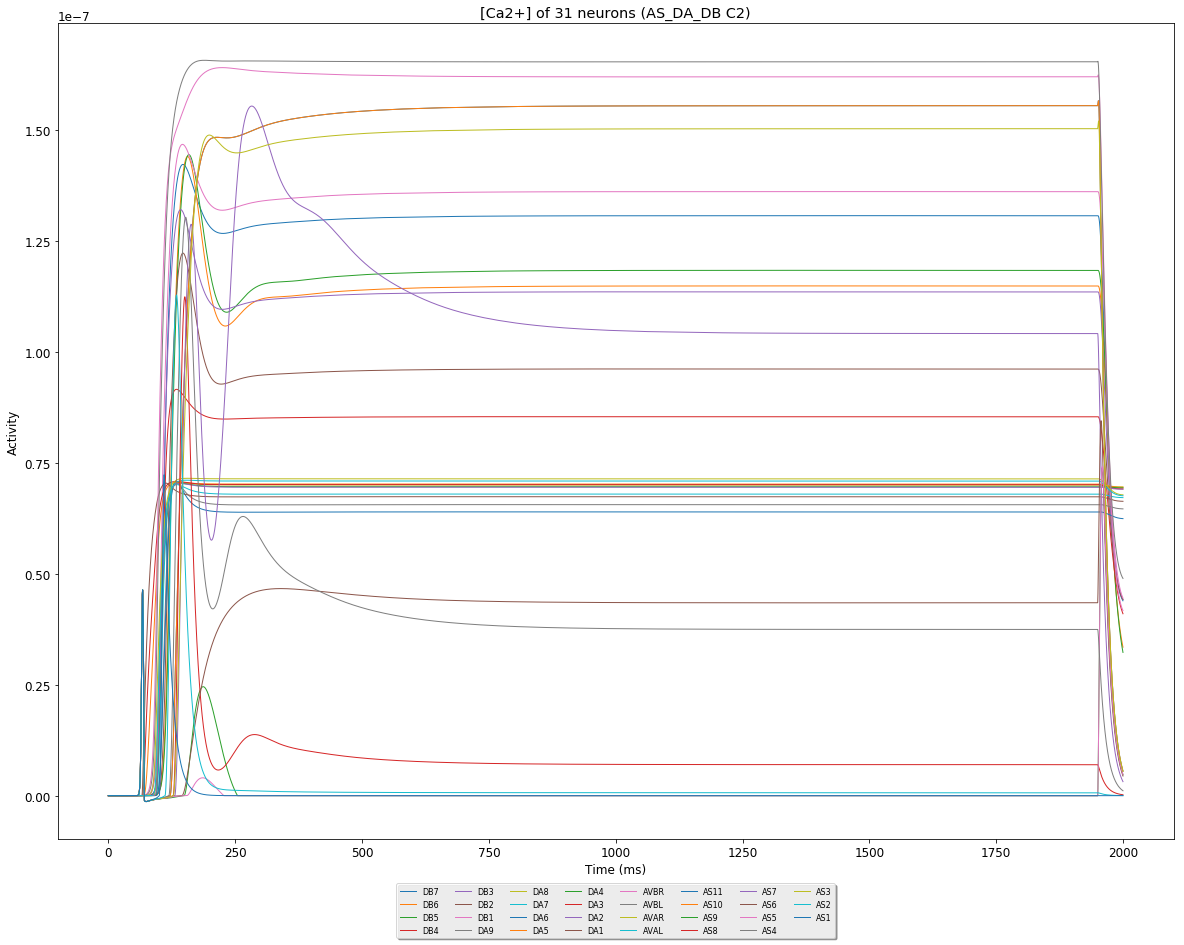 [Ca2+] of 31 neurons (AS_DA_DB C2)
1e−7
1.50
1.25
1.00
0.75
0.50
0.25
0.00
Activity
0 250 500 750 1000 1250 1500 1750 2000
Time (ms)
DB7 DB3 DA8 DA4 AVBR AS11 AS7 AS3
DB6 DB2 DA7 DA3 AVBL AS10 AS6 AS2
DB5 DB1 DA6 DA2 AVAR AS9 AS5 AS1
DB4 DA9 DA5 DA1 AVAL AS8 AS4